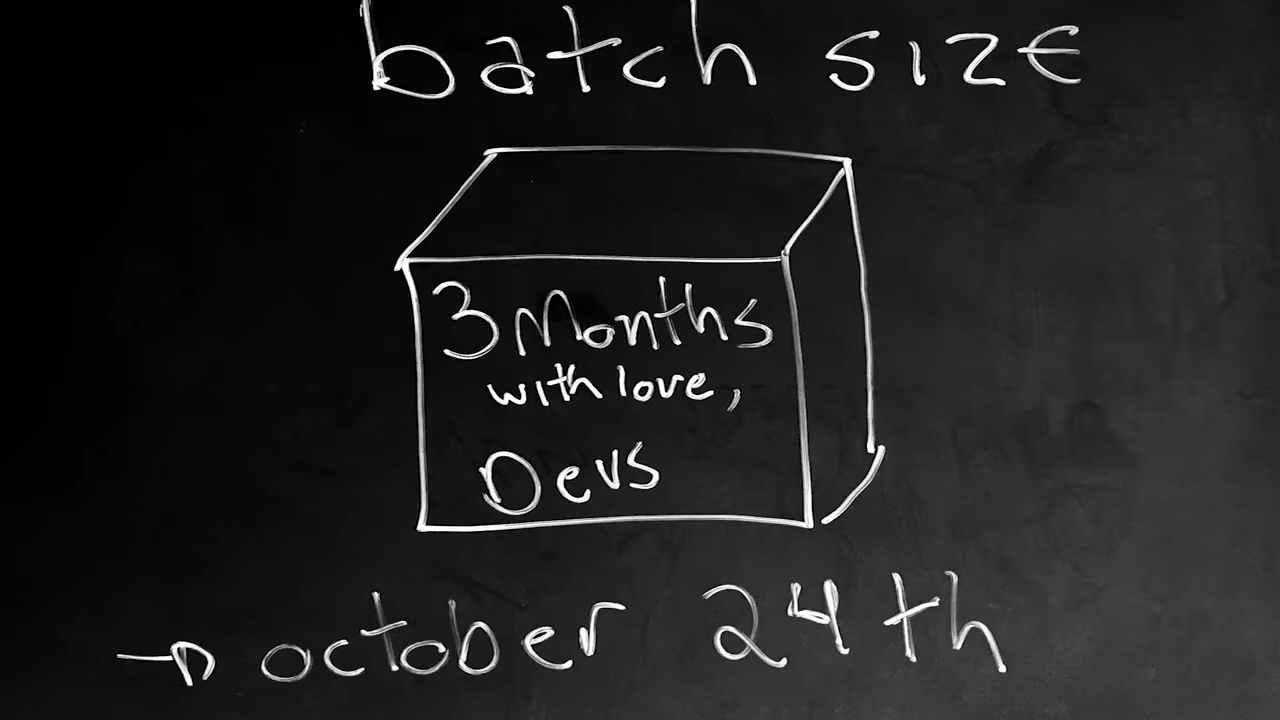 batch size
3 Months
with love,
Devs
→ october 24th